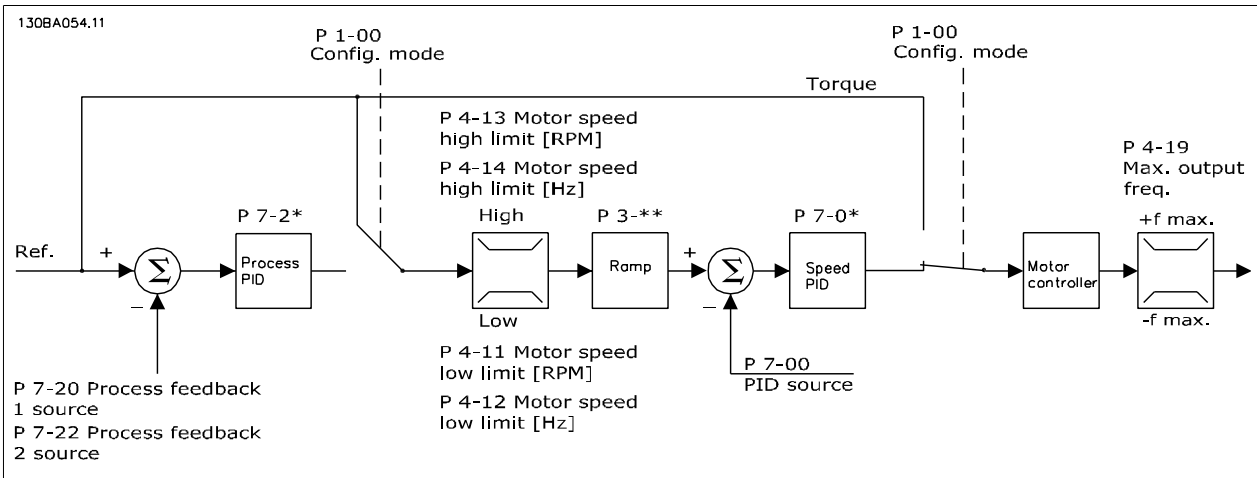 130BA054.11
P 1-00
Config. mode
P 1-00
Config. mode
Torque
P 4-13 Motor speed
high limit [RPM]
P 4-14 Motor speed
high limit [Hz]
P 4-19
Max. output
freq.
P 7-2*
High
P 3-**
P 7-0*
+f max.
Ref.
+
Σ
−
Process
PID
Ramp
+
Σ
−
Speed
PID
Motor
controller
Low
-f max.
P 4-11 Motor speed
low limit [RPM]
P 4-12 Motor speed
low limit [Hz]
P 7-00
PID source
P 7-20 Process feedback
1 source
P 7-22 Process feedback
2 source